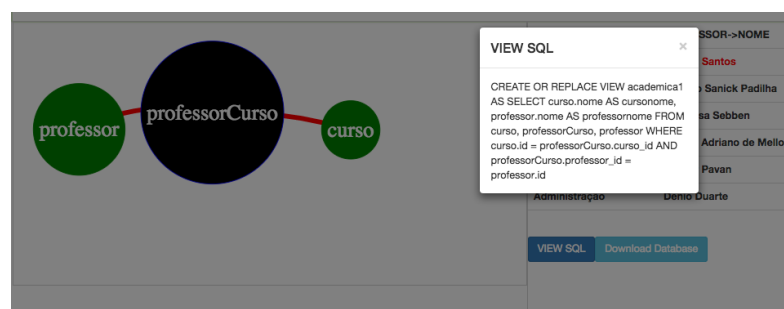 professor
professorCurso
curso
VIEW SQL ×
CREATE OR REPLACE VIEW academica1
AS SELECT curso.nome AS cursonome,
professor.nome AS professornome FROM
curso, professorCurso, professor WHERE
curso.id = professorCurso.curso_id AND
professorCurso.professor_id =
professor.id
SSOR->NOME
Santos
Sanick Padilha
sa Sebben
Adriano de Mello
Pavan
Administração Denio Duarte
VIEW SQL Download Database